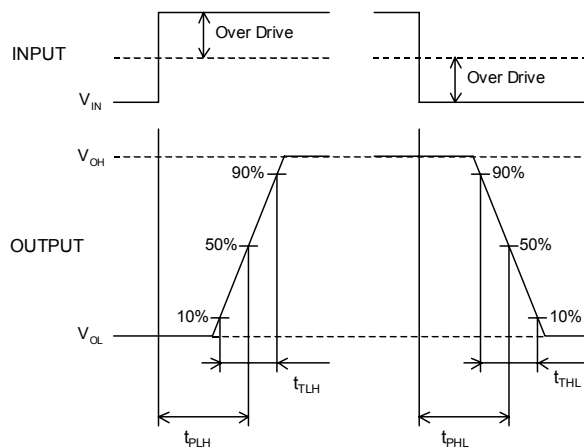 Over Drive
INPUT
Over Drive
V_IN
V_OH
90%
90%
OUTPUT
50%
50%
10%
10%
V_OL
t_TLH
t_THL
t_PLH
t_PHL